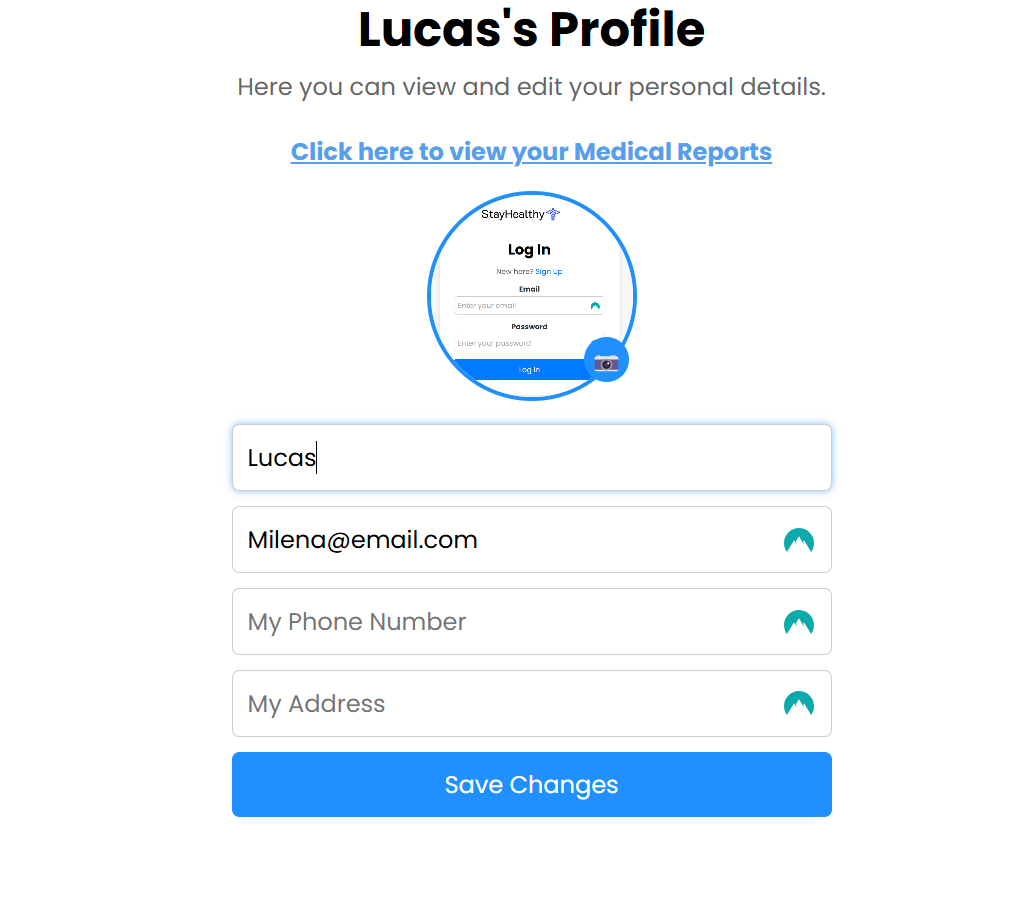 Lucas's Profile
Here you can view and edit your personal details.
Click here to view your Medical Reports
StayHealthy
Log In
New here? Sign Up
Email
Enter your email
Password
Enter your password
Log In
Lucas
Milena@email.com
My Phone Number
My Address
Save Changes